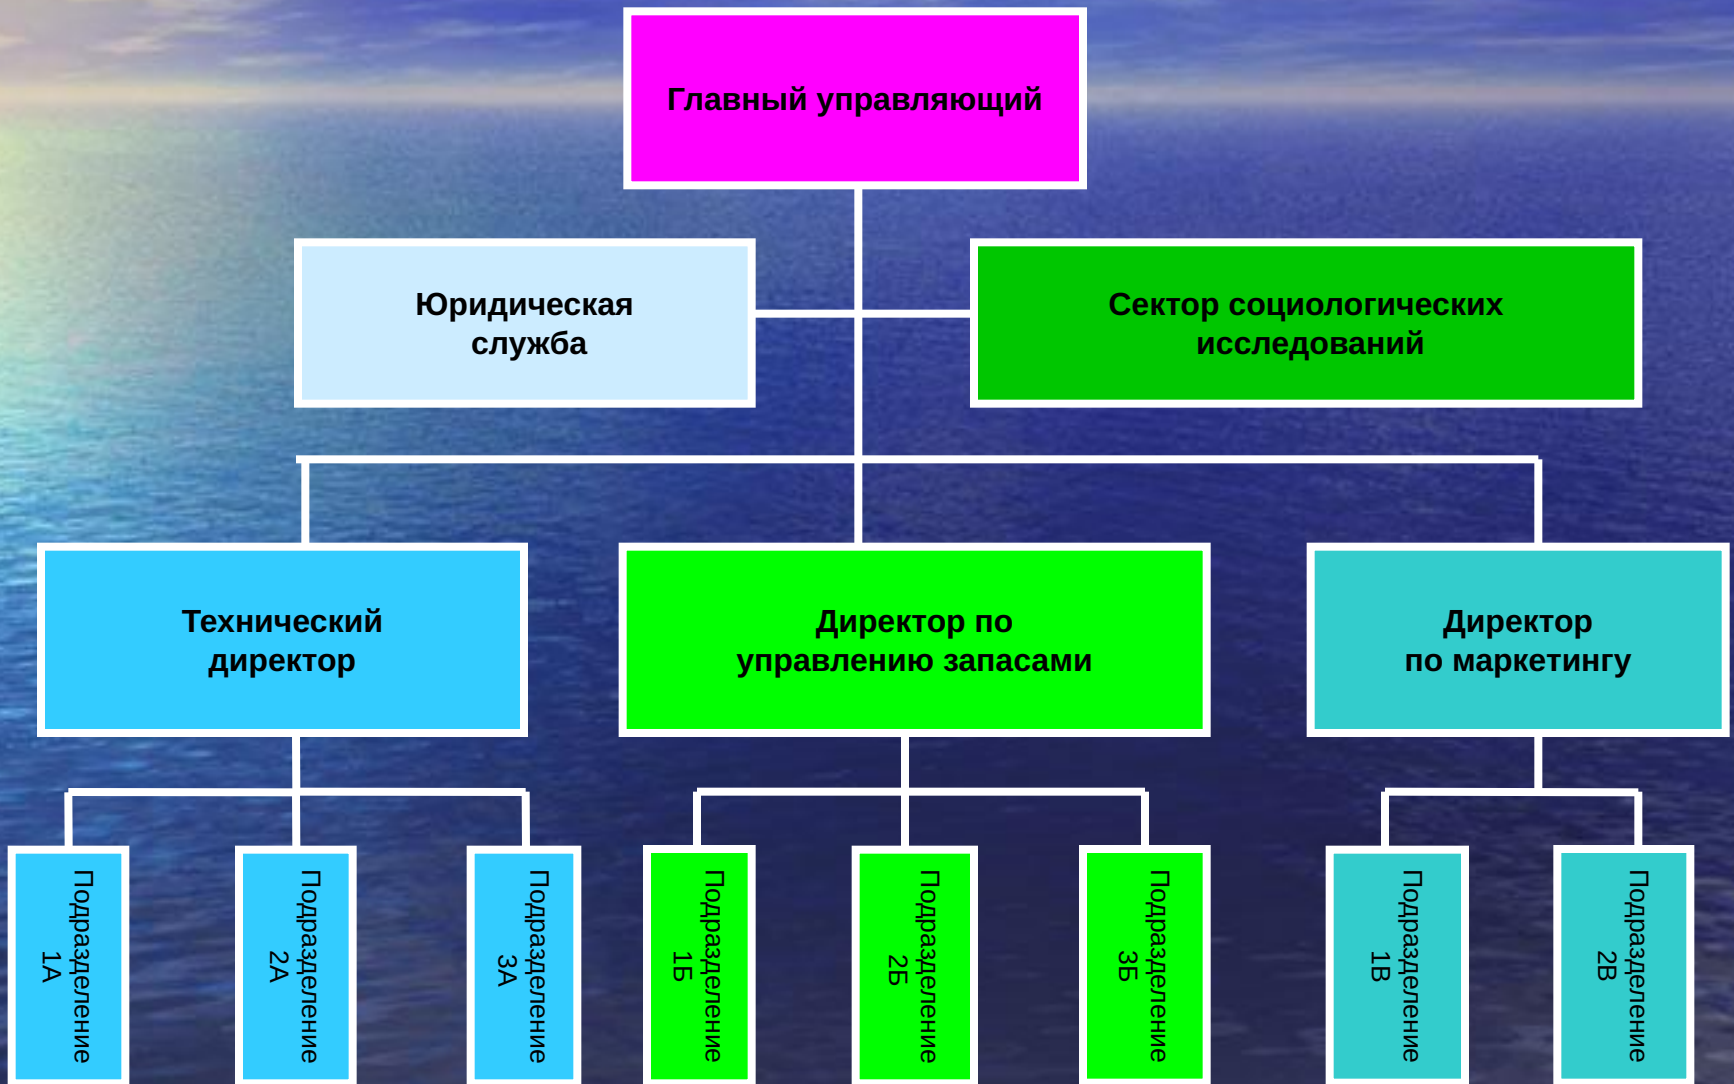 Главный управляющий
Юридическая
служба
Сектор социологических
исследований
Технический
директор
Директор по
управлению запасами
Директор
по маркетингу
Подразделение
1А
Подразделение
2А
Подразделение
3А
Подразделение
1Б
Подразделение
2Б
Подразделение
3Б
Подразделение
1В
Подразделение
2В